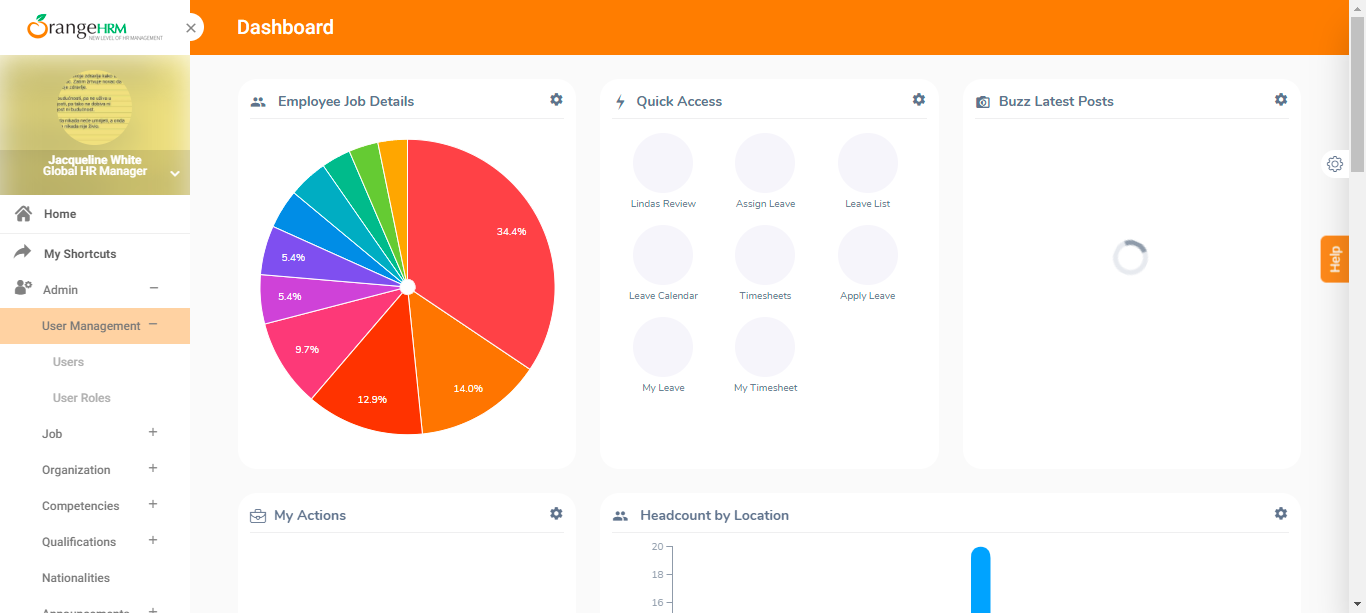 OrangeHRM
NEW LEVEL OF HR MANAGEMENT
Dashboard
Jacqueline White
Global HR Manager
Home
My Shortcuts
Admin
User Management
Users
User Roles
Job
Organization
Competencies
Qualifications
Nationalities
Announcements
Employee Job Details
34.4%
14.0%
12.9%
9.7%
5.4%
5.4%
Quick Access
Lindas Review
Assign Leave
Leave List
Leave Calendar
Timesheets
Apply Leave
My Leave
My Timesheet
Buzz Latest Posts
Help
My Actions
Headcount by Location
20
18
16